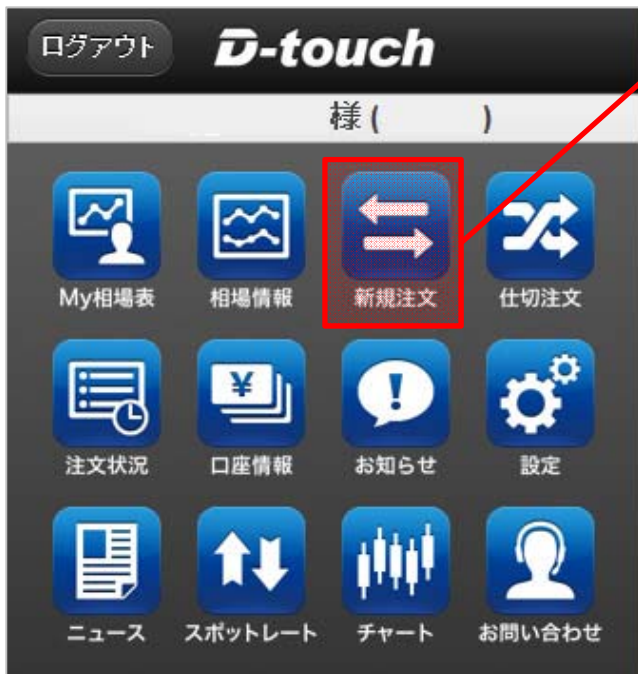 ログアウト D-touch
様 ( )
My相場表 相場情報 新規注文 仕切注文
¥ !
注文状況 口座情報 お知らせ 設定
ニュース スポットレート チャート お問い合わせ